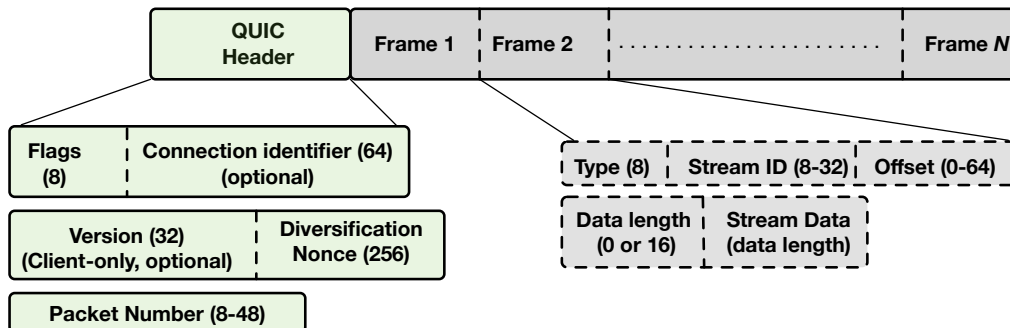 QUIC
Header
Frame 1
Frame 2
. . . . . . . . . . . . . . . . . . . . . . . . . .
Frame N
Flags
(8)
Connection identifier (64)
(optional)
Type (8)
Stream ID (8-32)
Offset (0-64)
Version (32)
(Client-only, optional)
Diversification
Nonce (256)
Data length
(0 or 16)
Stream Data
(data length)
Packet Number (8-48)